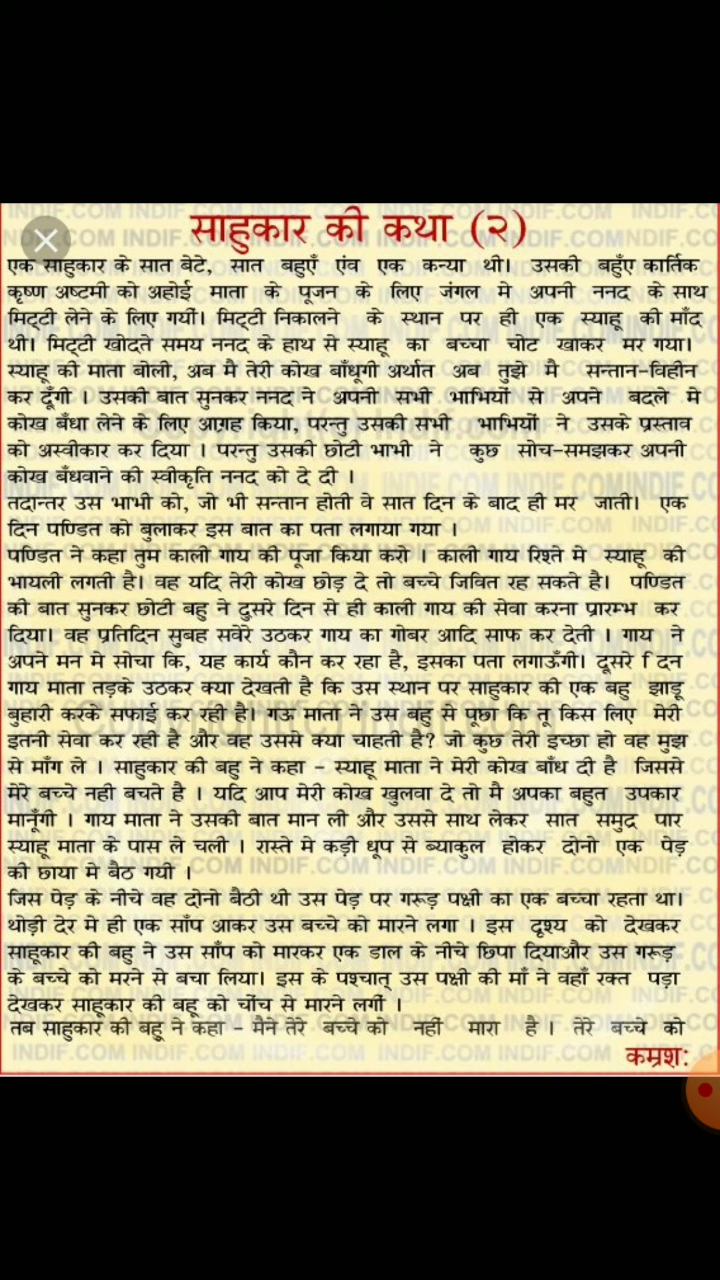 साहुकार की कथा (२)
एक साहुकार के सात बेटे, सात बहुएँ एंव एक कन्या थी। उसकी बहुँए कार्तिक
कृष्ण अष्टमी को अहोई माता के पूजन के लिए जंगल मे अपनी ननद के साथ
मिट्टी लेने के लिए गयीं। मिट्टी निकालने के स्थान पर ही एक स्याहू की माँद
थी। मिट्टी खोदते समय ननद के हाथ से स्याहू का बच्चा चोट खाकर मर गया।
स्याहू की माता बोली, अब मै तेरी कोख बाँधूगी अर्थात अब तुझे मै सन्तान-विहीन
कर दूँगी । उसकी बात सुनकर ननद ने अपनी सभी भाभियों से अपने बदले मे
कोख बँधा लेने के लिए आग्रह किया, परन्तु उसकी सभी भाभियों ने उसके प्रस्ताव
को अस्वीकार कर दिया । परन्तु उसकी छोटी भाभी ने कुछ सोच-समझकर अपनी
कोख बँधवाने की स्वीकृति ननद को दे दी ।
तदान्तर उस भाभी को, जो भी सन्तान होती वे सात दिन के बाद ही मर जाती। एक
दिन पण्डित को बुलाकर इस बात का पता लगाया गया ।
पण्डित ने कहा तुम काली गाय की पूजा किया करो । काली गाय रिश्ते मे स्याहू की
भायली लगती है। वह यदि तेरी कोख छोड़ दे तो बच्चे जिवित रह सकते है। पण्डित
की बात सुनकर छोटी बहु ने दुसरे दिन से ही काली गाय की सेवा करना प्रारम्भ कर
दिया। वह प्रतिदिन सुबह सवेरे उठकर गाय का गोबर आदि साफ कर देती । गाय ने
अपने मन मे सोचा कि, यह कार्य कौन कर रहा है, इसका पता लगाऊँगी। दूसरे दिन
गाय माता तड़के उठकर क्या देखती है कि उस स्थान पर साहुकार की एक बहु झाडू
बुहारी करके सफाई कर रही है। गऊ माता ने उस बहु से पूछा कि तू किस लिए मेरी
इतनी सेवा कर रही है और वह उससे क्या चाहती है? जो कुछ तेरी इच्छा हो वह मुझ
से माँग ले । साहुकार की बहु ने कहा - स्याहू माता ने मेरी कोख बाँध दी है जिससे
मेरे बच्चे नही बचते है । यदि आप मेरी कोख खुलवा दे तो मै अपका बहुत उपकार
मानूँगी । गाय माता ने उसकी बात मान ली और उससे साथ लेकर सात समुद्र पार
स्याहू माता के पास ले चली । रास्ते मे कड़ी धूप से ब्याकुल होकर दोनो एक पेड़
की छाया मे बैठ गयी ।
जिस पेड़ के नीचे वह दोनो बैठी थी उस पेड़ पर गरूड़ पक्षी का एक बच्चा रहता था।
थोड़ी देर मे ही एक साँप आकर उस बच्चे को मारने लगा । इस दृश्य को देखकर
साहूकार की बहु ने उस साँप को मारकर एक डाल के नीचे छिपा दियाऔर उस गरूड़
के बच्चे को मरने से बचा लिया। इस के पश्चात् उस पक्षी की माँ ने वहाँ रक्त पड़ा
देखकर साहूकार की बहू को चोंच से मारने लगीं ।
तब साहुकार की बहू ने कहा - मैने तेरे बच्चे को नहीं मारा है । तेरे बच्चे को
कम्रशः